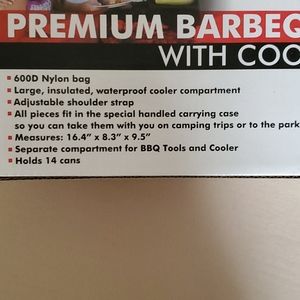 PREMIUM BARBEQ
WITH COO
600D Nylon bag
Large, insulated, waterproof cooler compartment
Adjustable shoulder strap
All pieces fit in the special handled carrying case
so you can take them with you on camping trips or to the park
Measures: 16.4" x 8.3" x 9.5"
Separate compartment for BBQ Tools and Cooler
Holds 14 cans